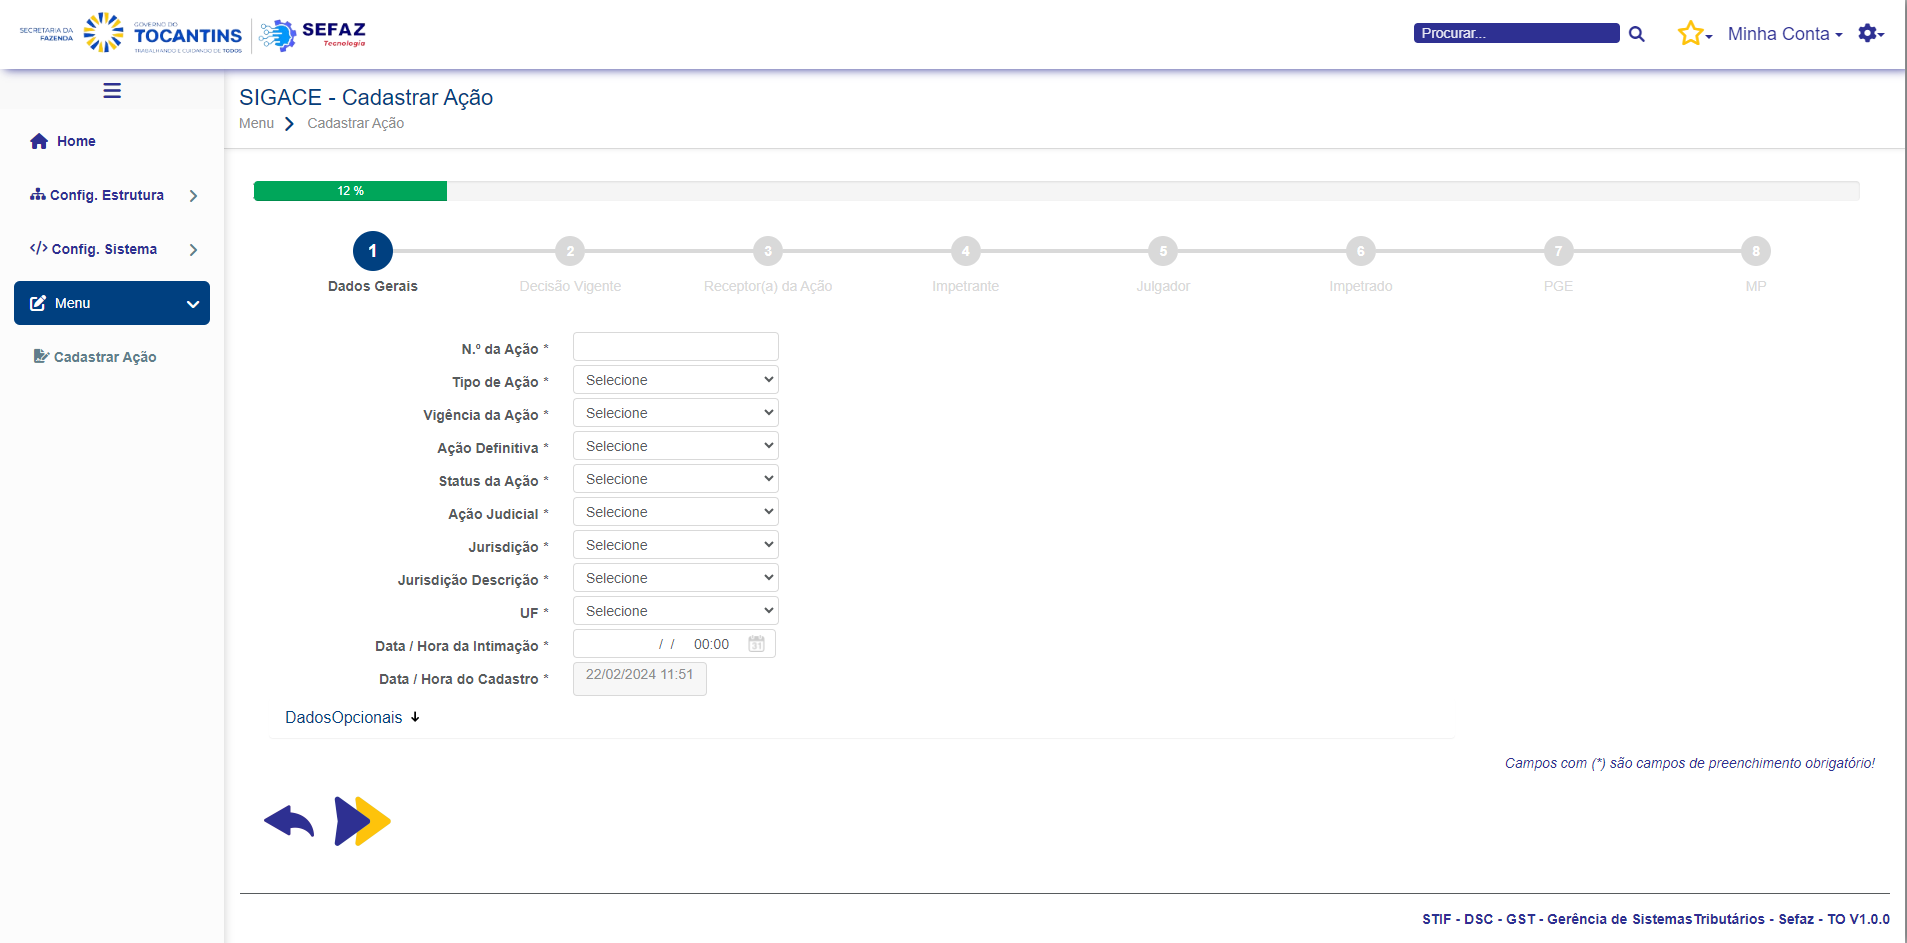 SECRETARIA DA
FAZENDA
GOVERNO DO
TOCANTINS
TRABALHANDO E CUIDANDO DE TODOS
SEFAZ
Tecnologia
Procurar...
Minha Conta
SIGACE - Cadastrar Ação
Menu
Cadastrar Ação
Home
Config. Estrutura
</> Config. Sistema
Menu
Cadastrar Ação
12 %
1
2
3
4
5
6
7
8
Dados Gerais
Decisão Vigente
Receptor(a) da Ação
Impetrante
Julgador
Impetrado
PGE
MP
N.º da Ação *
Tipo de Ação * Selecione
Vigência da Ação * Selecione
Ação Definitiva * Selecione
Status da Ação * Selecione
Ação Judicial * Selecione
Jurisdição * Selecione
Jurisdição Descrição * Selecione
UF * Selecione
Data / Hora da Intimação * / / 00:00 31
Data / Hora do Cadastro * 22/02/2024 11:51
DadosOpcionais
Campos com (*) são campos de preenchimento obrigatório!
STIF - DSC - GST - Gerência de SistemasTributários - Sefaz - TO V1.0.0